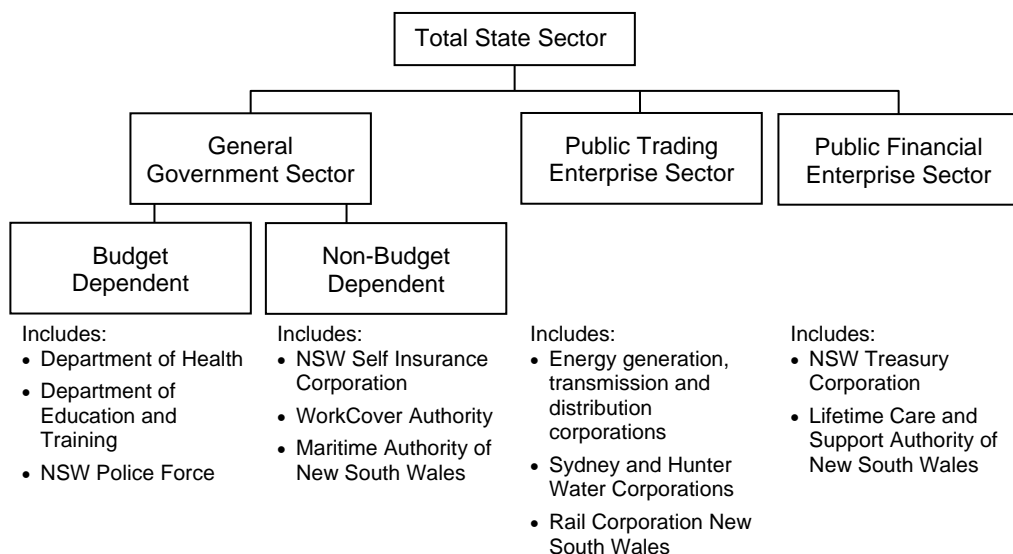 Total State Sector
General
Government Sector
Public Trading
Enterprise Sector
Public Financial
Enterprise Sector
Budget
Dependent
Non-Budget
Dependent
Includes:
• Department of Health
• Department of
Education and
Training
• NSW Police Force
Includes:
• NSW Self Insurance
Corporation
• WorkCover Authority
• Maritime Authority of
New South Wales
Includes:
• Energy generation,
transmission and
distribution
corporations
• Sydney and Hunter
Water Corporations
• Rail Corporation New
South Wales
Includes:
• NSW Treasury
Corporation
• Lifetime Care and
Support Authority of
New South Wales